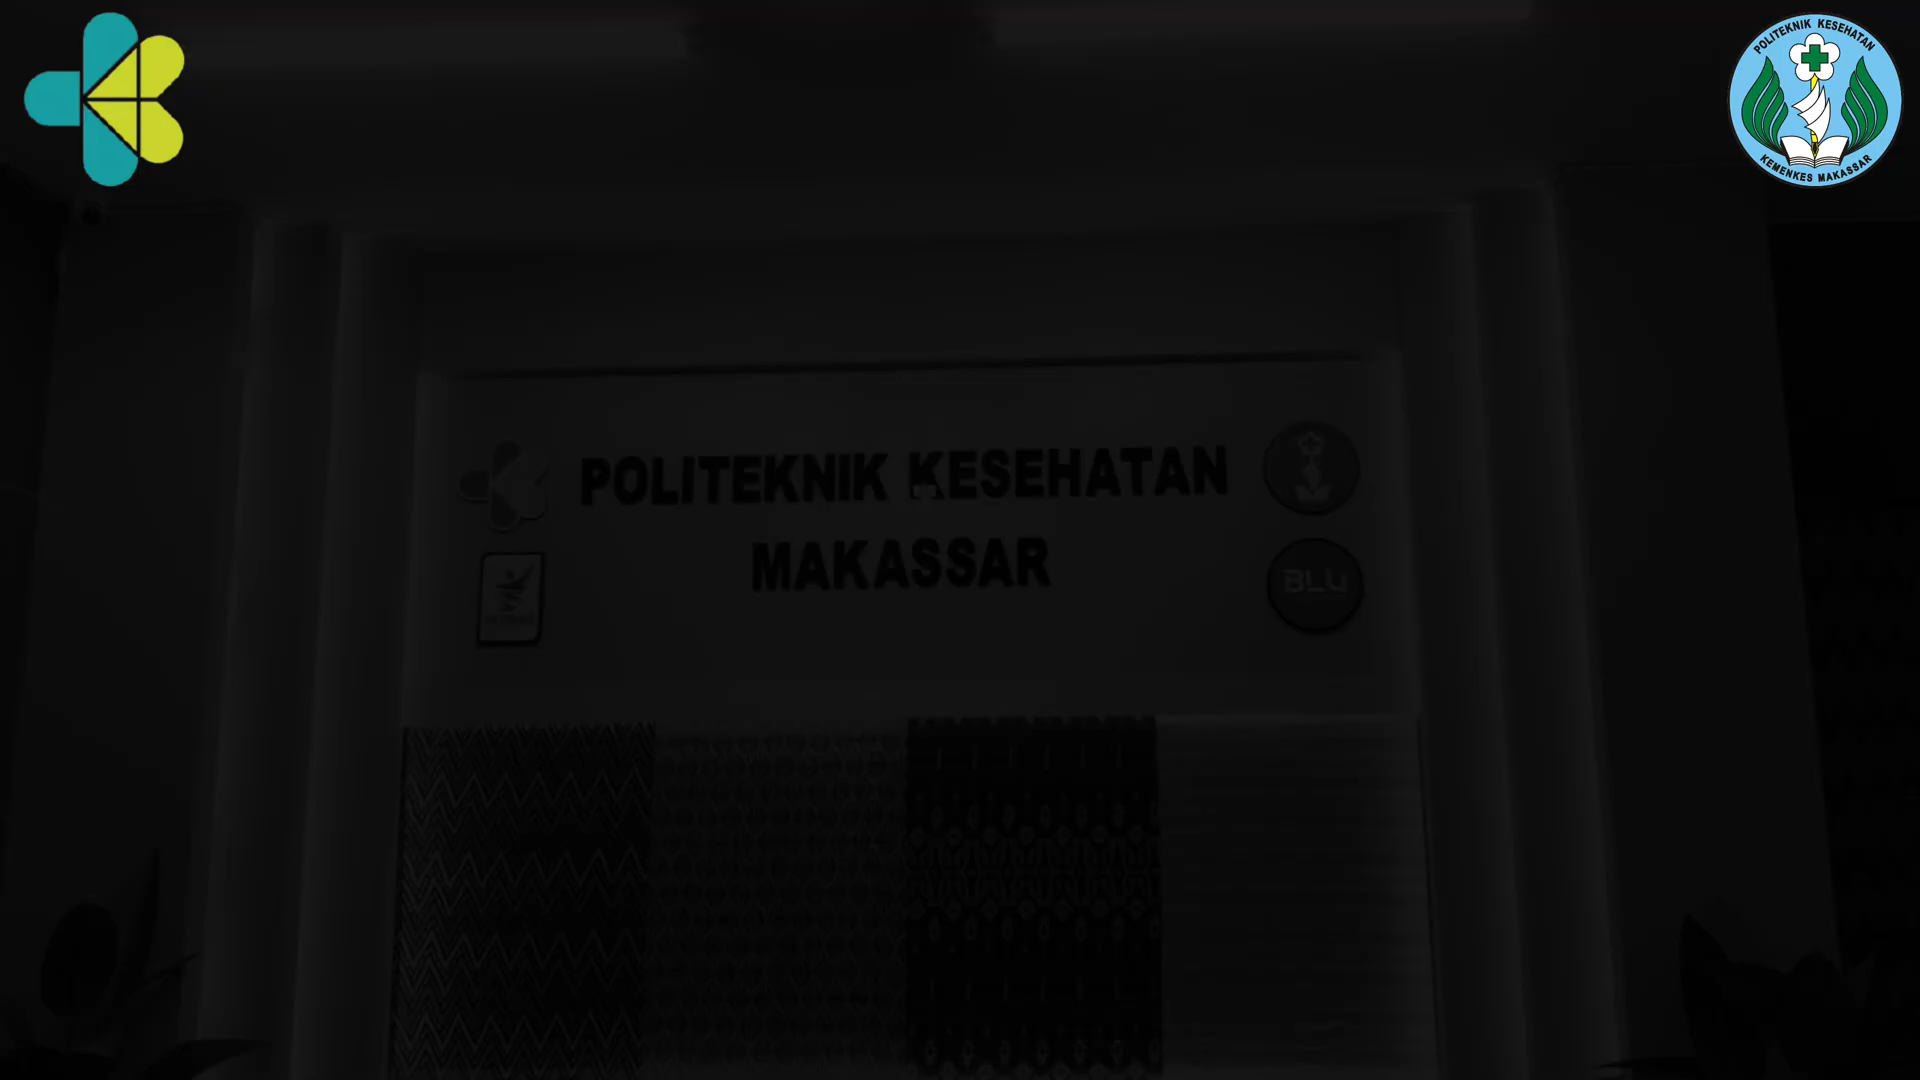 POLITEKNIK KESEHATAN
KEMENKES MAKASSAR
POLITEKNIK KESEHATAN
MAKASSAR
BLU